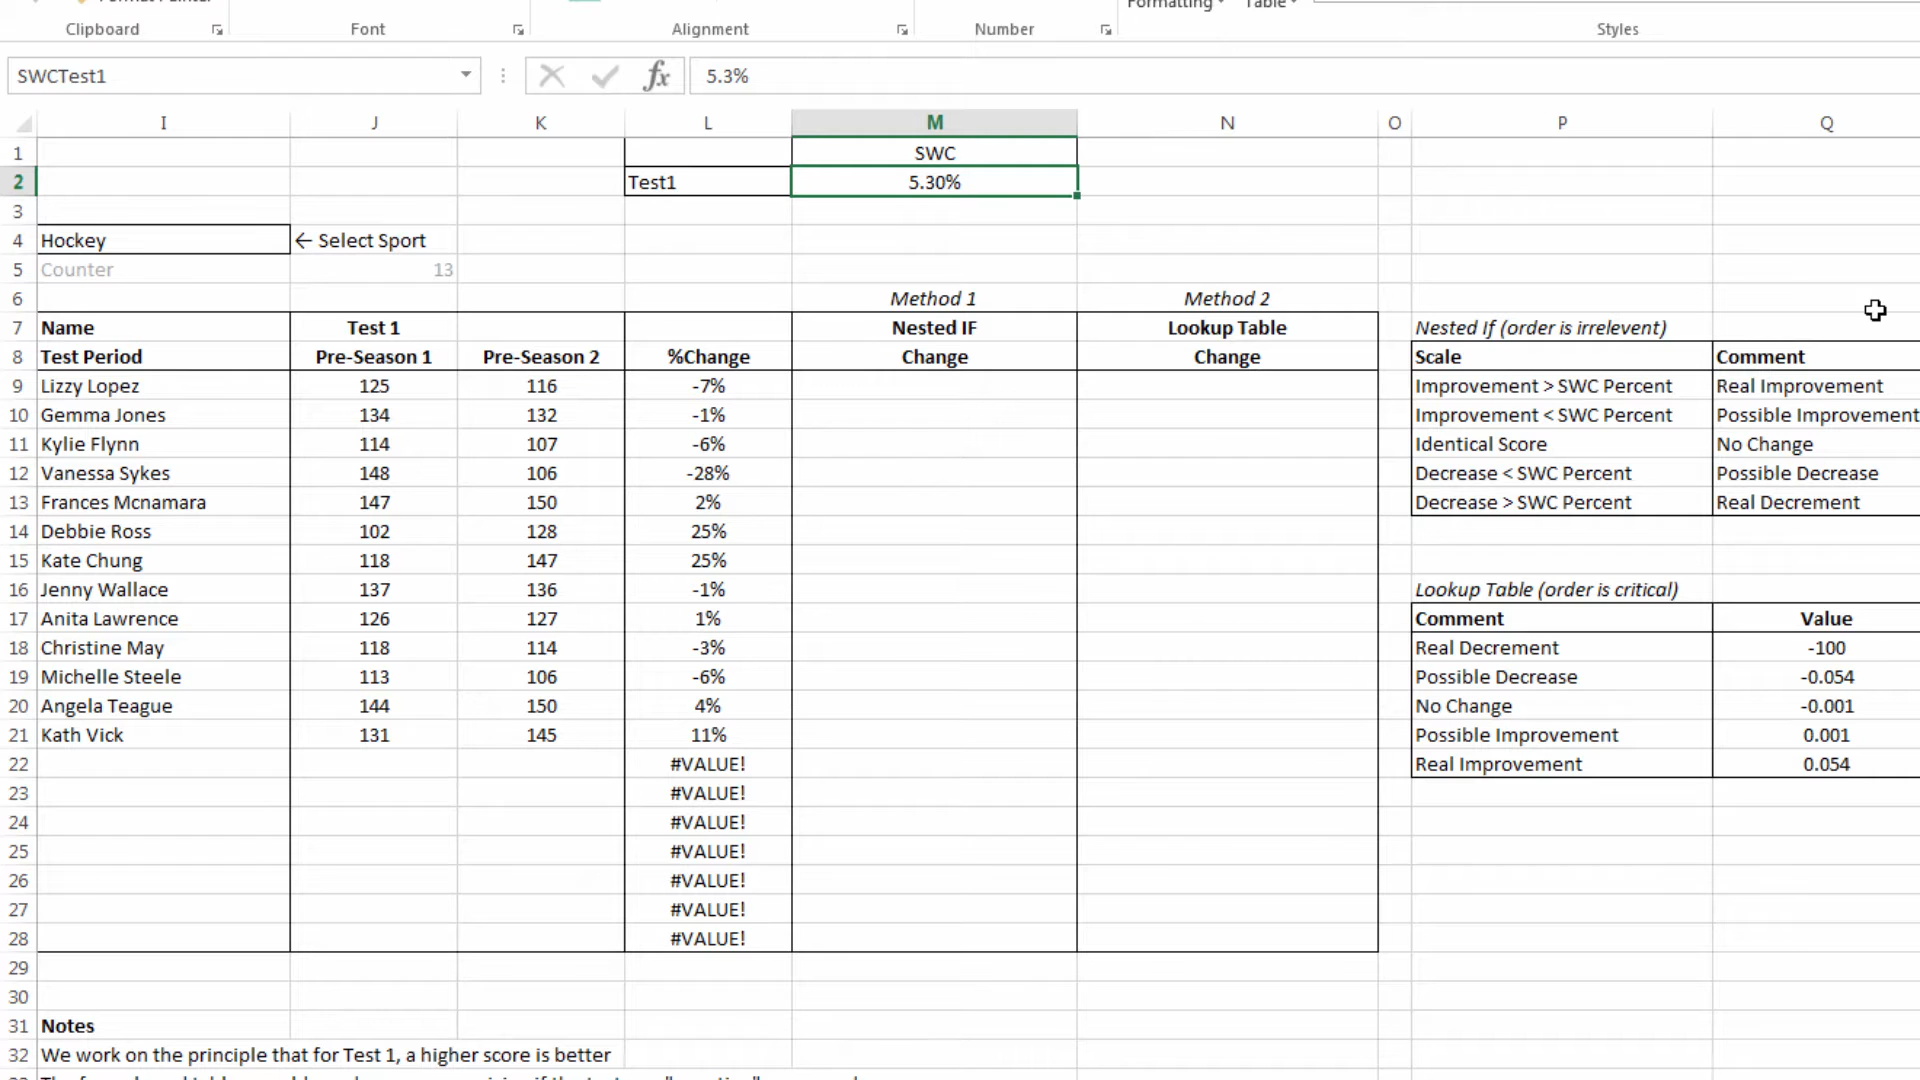 Clipboard Font Alignment Number Styles
Formatting Table
SWCTest1 fx 5.3%
I J K L M N O P Q
1 SWC
2 Test1 5.30%
3
4 Hockey ← Select Sport
5 Counter 13
6 Method 1 Method 2
7 Name Test 1 Nested IF Lookup Table Nested If (order is irrelevent)
8 Test Period Pre-Season 1 Pre-Season 2 %Change Change Change Scale Comment
9 Lizzy Lopez 125 116 -7% Improvement > SWC Percent Real Improvement
10 Gemma Jones 134 132 -1% Improvement < SWC Percent Possible Improvement
11 Kylie Flynn 114 107 -6% Identical Score No Change
12 Vanessa Sykes 148 106 -28% Decrease < SWC Percent Possible Decrease
13 Frances Mcnamara 147 150 2% Decrease > SWC Percent Real Decrement
14 Debbie Ross 102 128 25%
15 Kate Chung 118 147 25%
16 Jenny Wallace 137 136 -1% Lookup Table (order is critical)
17 Anita Lawrence 126 127 1% Comment Value
18 Christine May 118 114 -3% Real Decrement -100
19 Michelle Steele 113 106 -6% Possible Decrease -0.054
20 Angela Teague 144 150 4% No Change -0.001
21 Kath Vick 131 145 11% Possible Improvement 0.001
22 #VALUE! Real Improvement 0.054
23 #VALUE!
24 #VALUE!
25 #VALUE!
26 #VALUE!
27 #VALUE!
28 #VALUE!
29
30
31 Notes
32 We work on the principle that for Test 1, a higher score is better